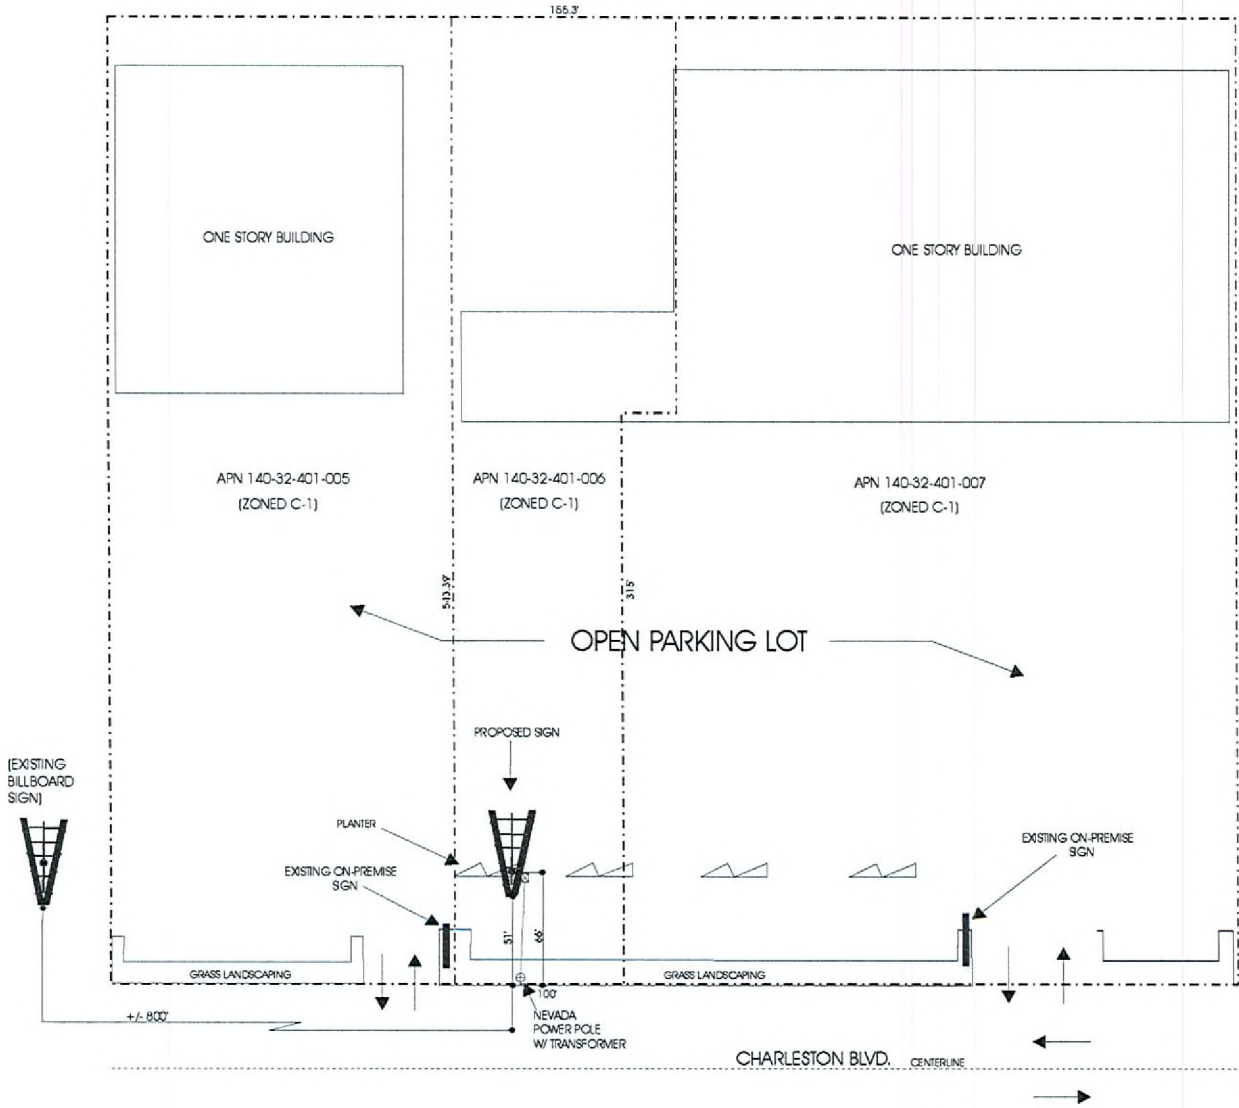 155.3'
ONE STORY BUILDING
ONE STORY BUILDING
APN 140-32-401-005
(ZONED C-1)
APN 140-32-401-006
(ZONED C-1)
APN 140-32-401-007
(ZONED C-1)
543.39'
315'
OPEN PARKING LOT
PROPOSED SIGN
(EXISTING
BILLBOARD
SIGN)
PLANTER
EXISTING ON-PREMISE
SIGN
EXISTING ON-PREMISE
SIGN
51'
66'
GRASS LANDSCAPING
GRASS LANDSCAPING
100'
+/- 800'
NEVADA
POWER POLE
W/ TRANSFORMER
CHARLESTON BLVD. CENTERLINE